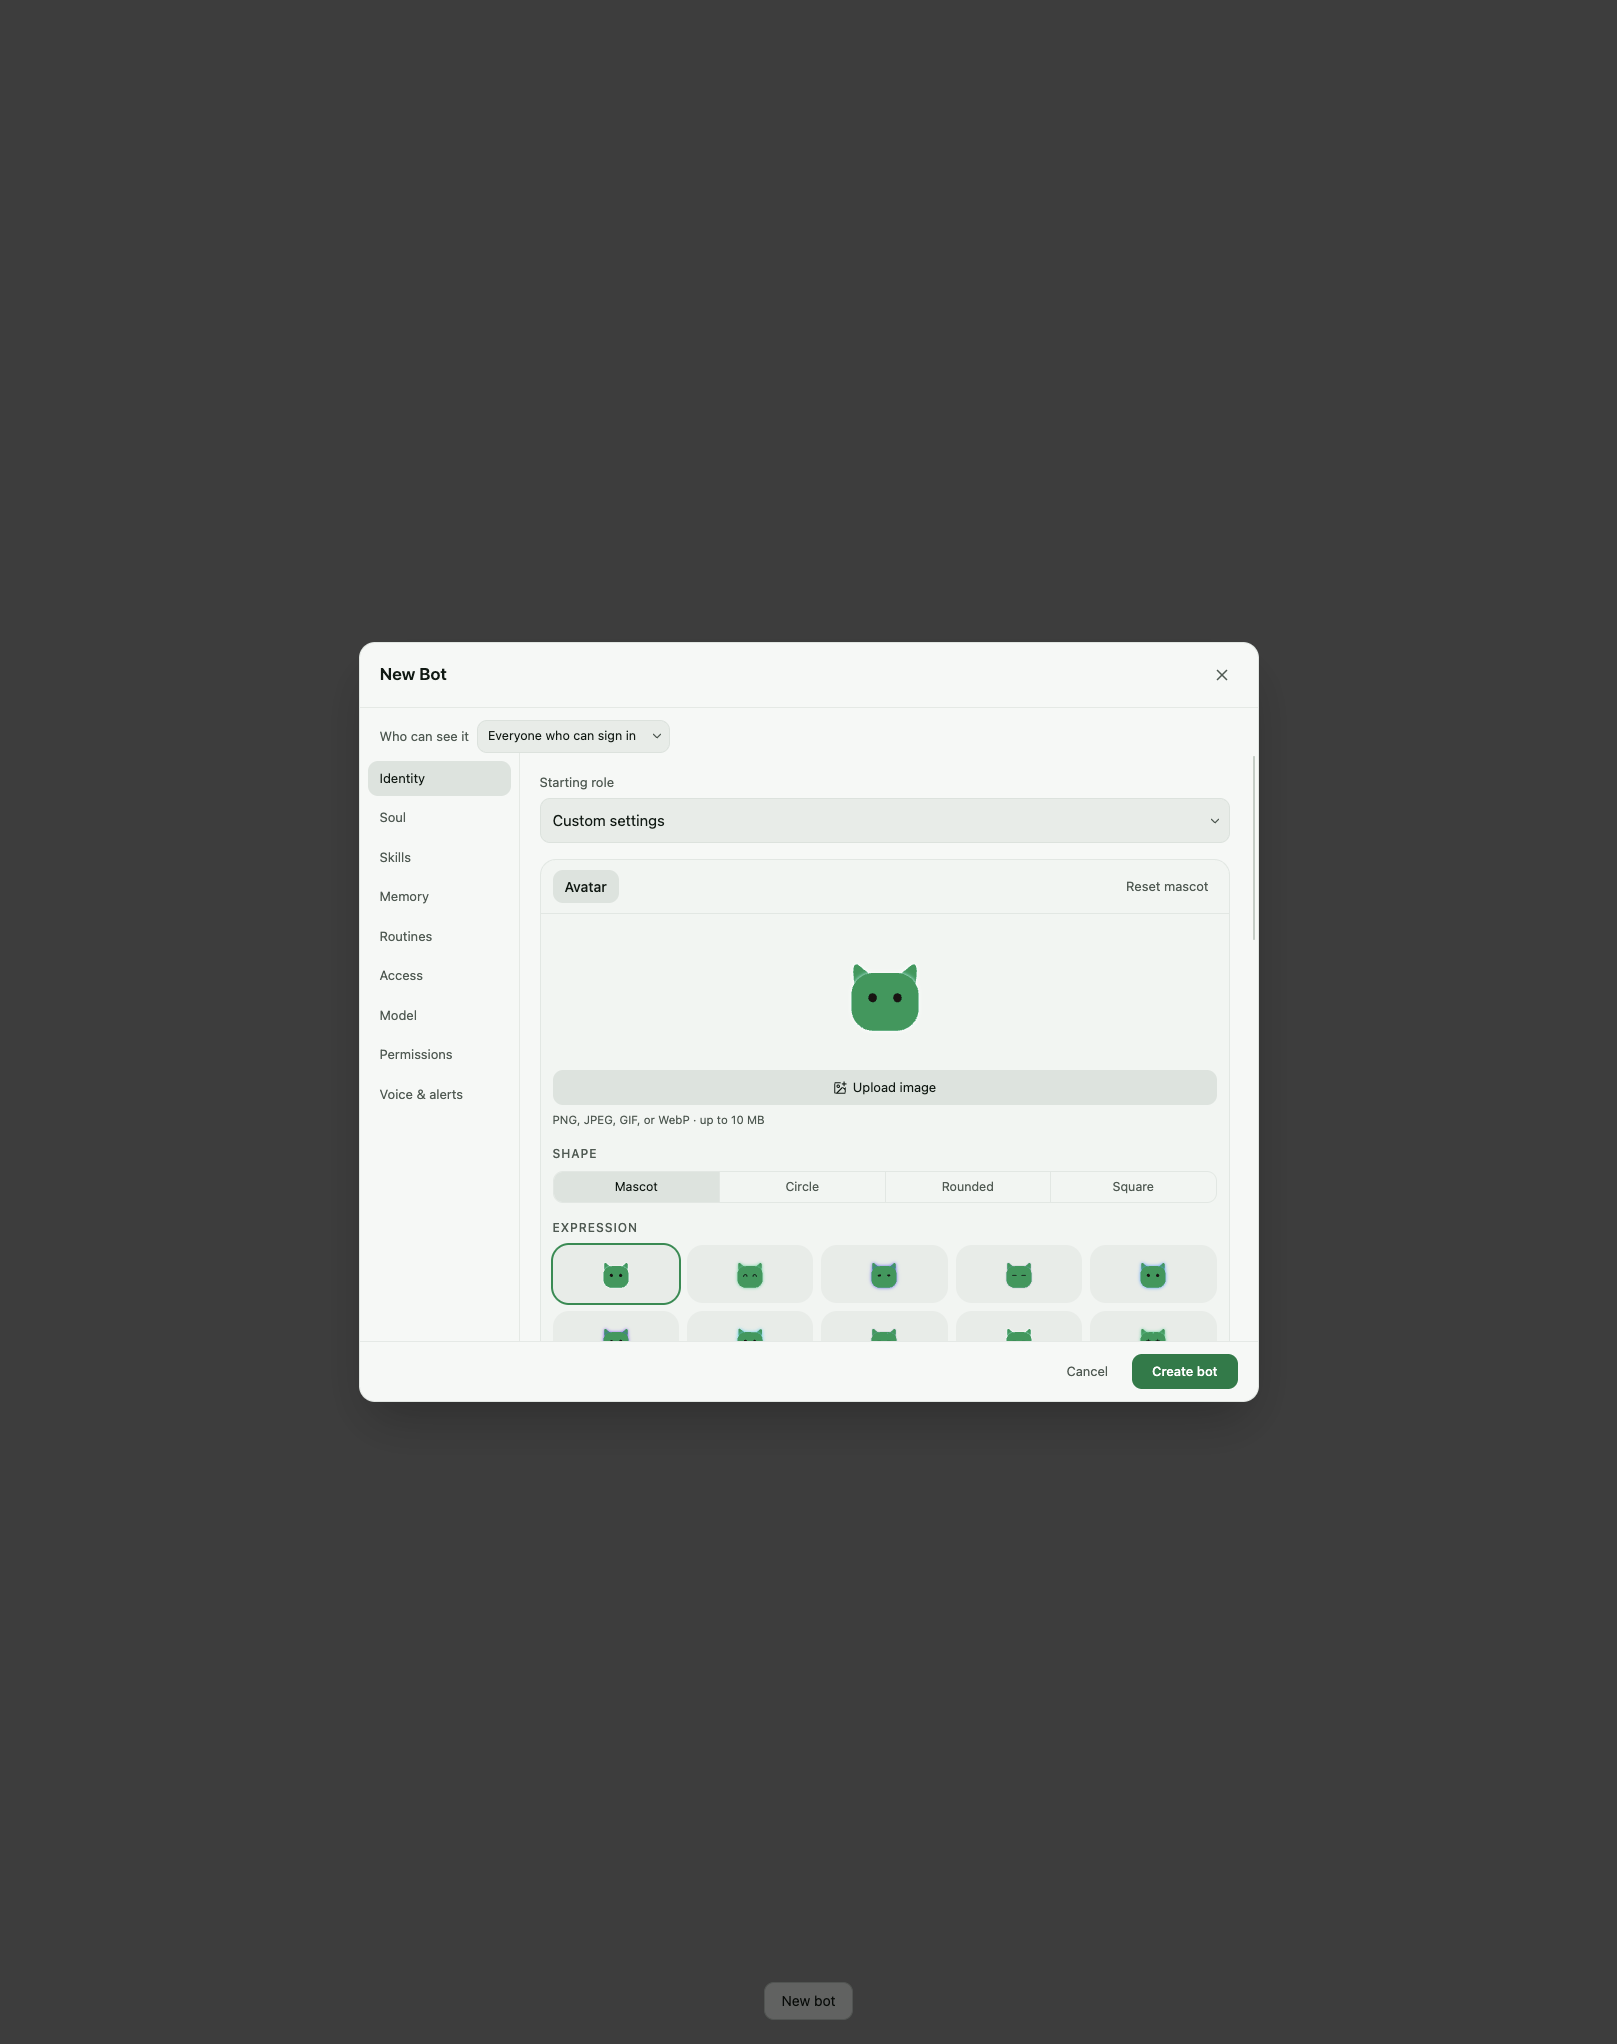 New Bot
Who can see it
Everyone who can sign in
Identity
Soul
Skills
Memory
Routines
Access
Model
Permissions
Voice & alerts
Starting role
Custom settings
Avatar
Reset mascot
Upload image
PNG, JPEG, GIF, or WebP · up to 10 MB
SHAPE
Mascot
Circle
Rounded
Square
EXPRESSION
Cancel
Create bot
New bot